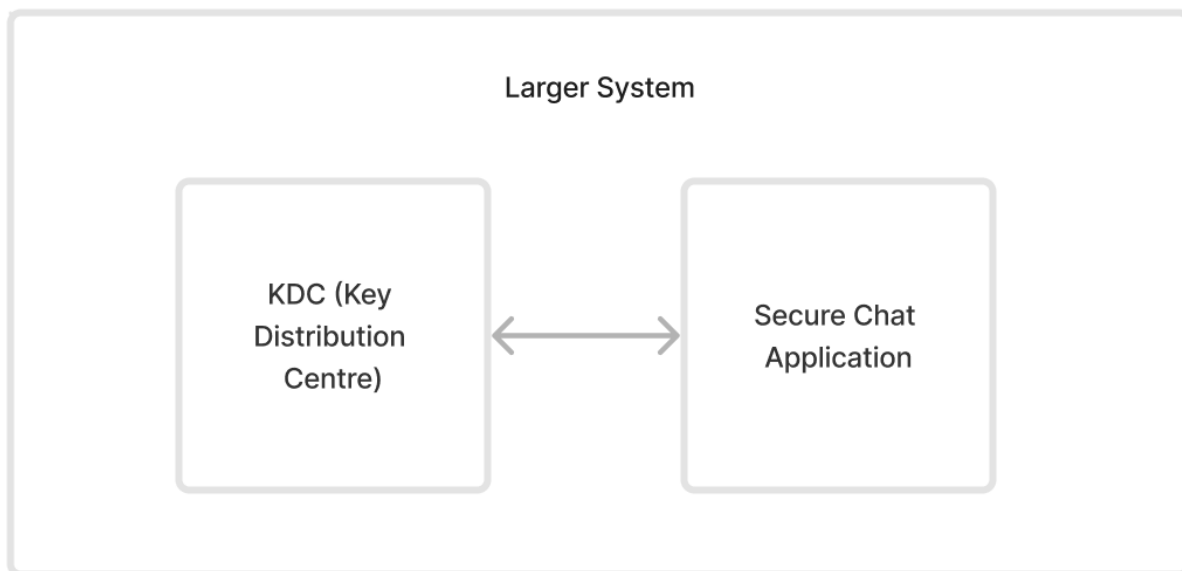 Larger System
KDC (Key
Distribution
Centre)
Secure Chat
Application